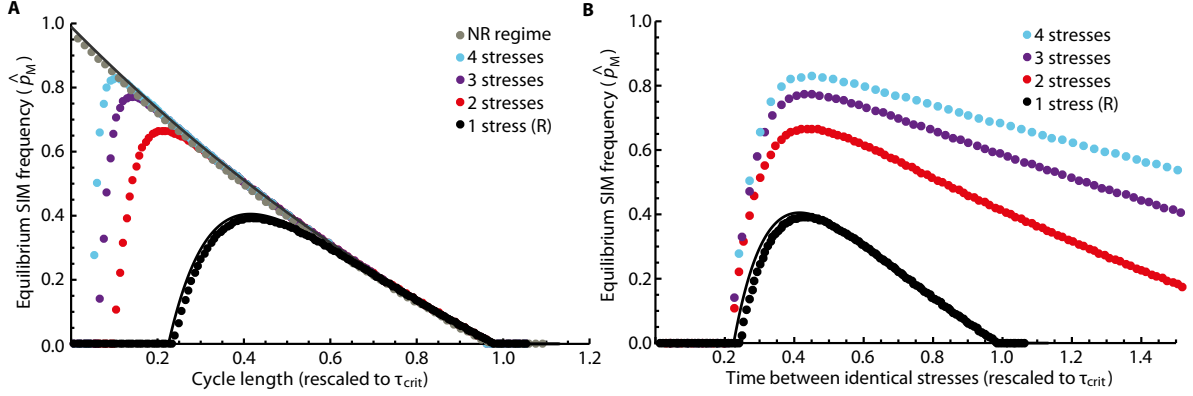 A
1.0
0.8
0.6
0.4
0.2
0.0
Equilibrium SIM frequency (p̂M)
NR regime
4 stresses
3 stresses
2 stresses
1 stress (R)
0.2
0.4
0.6
0.8
1.0
1.2
Cycle length (rescaled to τcrit)
B
1.0
0.8
0.6
0.4
0.2
0.0
Equilibrium SIM frequency (p̂M)
4 stresses
3 stresses
2 stresses
1 stress (R)
0.2
0.4
0.6
0.8
1.0
1.2
1.4
Time between identical stresses (rescaled to τcrit)